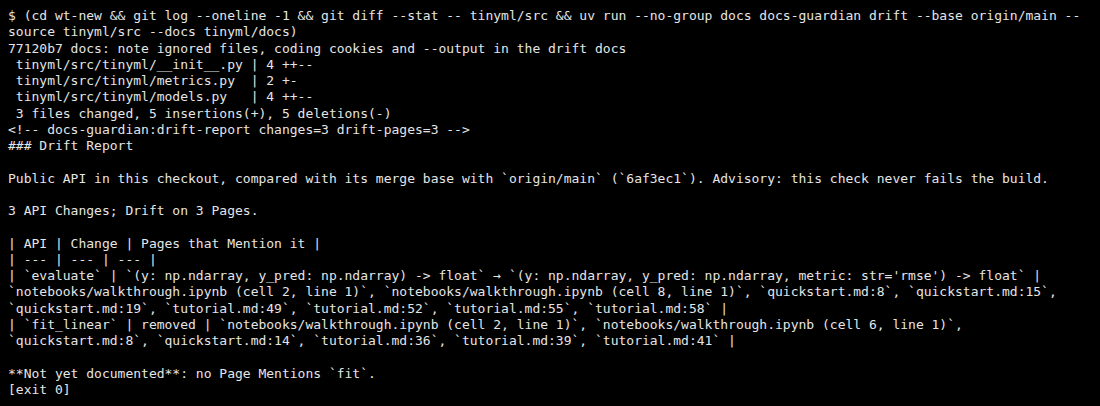 $ (cd wt-new && git log --oneline -1 && git diff --stat -- tinyml/src && uv run --no-group docs docs-guardian drift --base origin/main --
source tinyml/src --docs tinyml/docs)
77120b7 docs: note ignored files, coding cookies and --output in the drift docs
 tinyml/src/tinyml/__init__.py | 4 ++--
 tinyml/src/tinyml/metrics.py  | 2 +-
 tinyml/src/tinyml/models.py   | 4 ++--
 3 files changed, 5 insertions(+), 5 deletions(-)
<!-- docs-guardian:drift-report changes=3 drift-pages=3 -->
### Drift Report

Public API in this checkout, compared with its merge base with `origin/main` (`6af3ec1`). Advisory: this check never fails the build.

3 API Changes; Drift on 3 Pages.

| API | Change | Pages that Mention it |
| --- | --- | --- |
| `evaluate` | `(y: np.ndarray, y_pred: np.ndarray) -> float` → `(y: np.ndarray, y_pred: np.ndarray, metric: str='rmse') -> float` |
`notebooks/walkthrough.ipynb (cell 2, line 1)`, `notebooks/walkthrough.ipynb (cell 8, line 1)`, `quickstart.md:8`, `quickstart.md:15`,
`quickstart.md:19`, `tutorial.md:49`, `tutorial.md:52`, `tutorial.md:55`, `tutorial.md:58` |
| `fit_linear` | removed | `notebooks/walkthrough.ipynb (cell 2, line 1)`, `notebooks/walkthrough.ipynb (cell 6, line 1)`,
`quickstart.md:8`, `quickstart.md:14`, `tutorial.md:36`, `tutorial.md:39`, `tutorial.md:41` |

**Not yet documented**: no Page Mentions `fit`.
[exit 0]